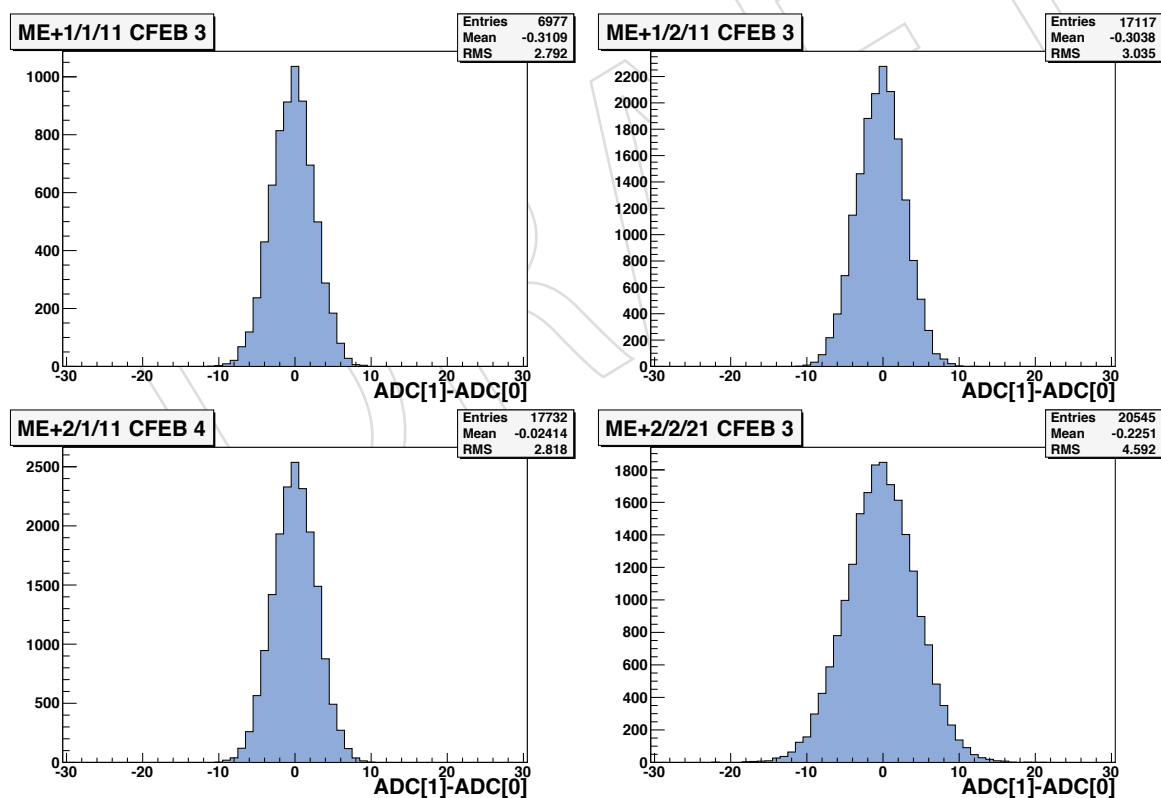 ME+1/1/11 CFEB 3
Entries 6977
Mean -0.3109
RMS 2.792
1000
800
600
400
200
0
-30 -20 -10 0 10 20 30
ADC[1]-ADC[0]
ME+1/2/11 CFEB 3
Entries 17117
Mean -0.3038
RMS 3.035
2200
2000
1800
1600
1400
1200
1000
800
600
400
200
0
-30 -20 -10 0 10 20 30
ADC[1]-ADC[0]
ME+2/1/11 CFEB 4
Entries 17732
Mean -0.02414
RMS 2.818
2500
2000
1500
1000
500
0
-30 -20 -10 0 10 20 30
ADC[1]-ADC[0]
ME+2/2/21 CFEB 3
Entries 20545
Mean -0.2251
RMS 4.592
1800
1600
1400
1200
1000
800
600
400
200
0
-30 -20 -10 0 10 20 30
ADC[1]-ADC[0]